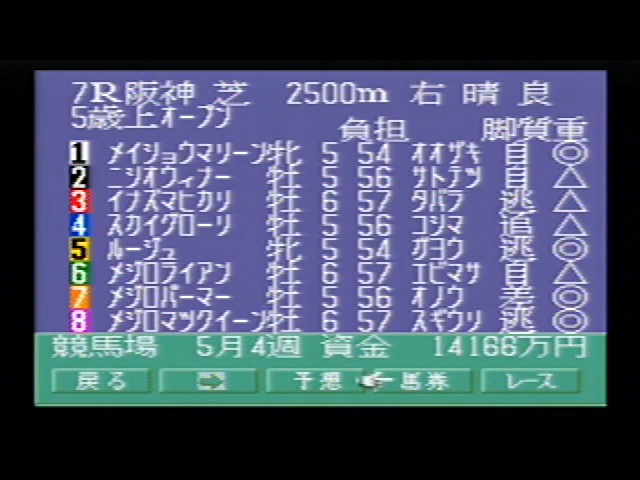 7R阪神 芝 2500m 右 晴 良
5歳上オープン
負担 脚質重
1 メイショウマリーン牝 5 54 オオザキ 自 ◎
2 ニシオウィナー 牡 5 56 サトテツ 自 △
3 イナズマヒカリ 牡 6 57 タバラ 逃 △
4 スカイグローリ 牡 5 56 コシマ 追 △
5 ルージュ 牝 5 54 ガヨウ 逃 ◎
6 メジロライアン 牡 6 57 エビマサ 自 △
7 メジロパーマー 牡 5 56 オノウ 差 ◎
8 メジロマックイーン牡 6 57 スギウリ 逃 ◎
競馬場 5月4週 資金 14166万円
戻る ⇨ 予想 馬券 レース